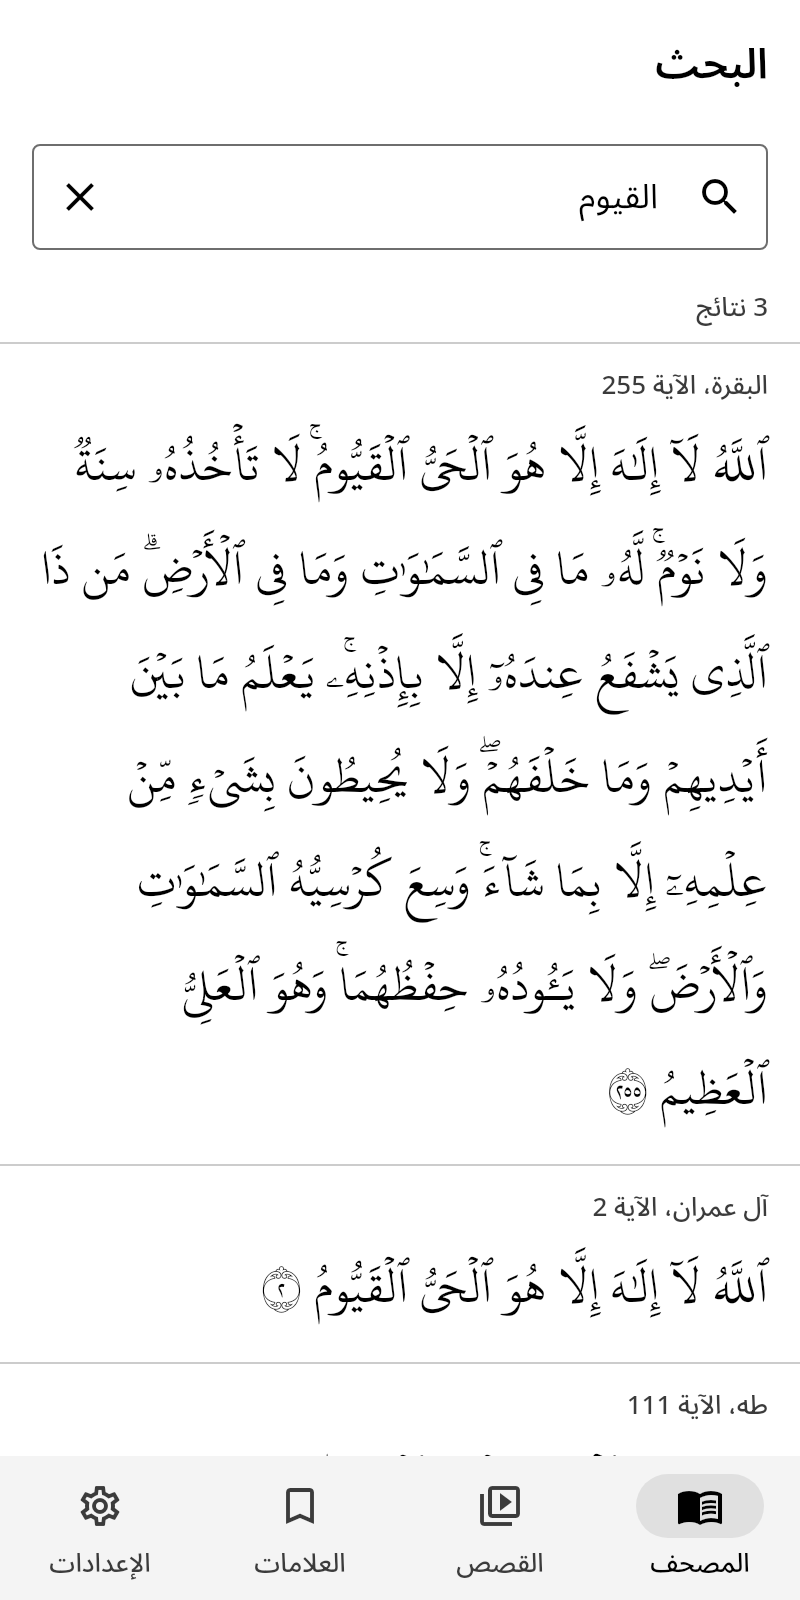 البحث
القيوم
3 نتائج
البقرة، الآية 255
ٱللَّهُ لَآ إِلَـٰهَ إِلَّا هُوَ ٱلْحَىُّ ٱلْقَيُّومُ ۚ لَا تَأْخُذُهُۥ سِنَةٌ
وَلَا نَوْمٌ ۚ لَّهُۥ مَا فِى ٱلسَّمَـٰوَٰتِ وَمَا فِى ٱلْأَرْضِ ۗ مَن ذَا
ٱلَّذِى يَشْفَعُ عِندَهُۥٓ إِلَّا بِإِذْنِهِۦ ۚ يَعْلَمُ مَا بَيْنَ
أَيْدِيهِمْ وَمَا خَلْفَهُمْ ۖ وَلَا يُحِيطُونَ بِشَىْءٍ مِّنْ
عِلْمِهِۦٓ إِلَّا بِمَا شَآءَ ۚ وَسِعَ كُرْسِيُّهُ ٱلسَّمَـٰوَٰتِ
وَٱلْأَرْضَ ۖ وَلَا يَـُٔودُهُۥ حِفْظُهُمَا ۚ وَهُوَ ٱلْعَلِىُّ
ٱلْعَظِيمُ ٢٥٥
آل عمران، الآية 2
ٱللَّهُ لَآ إِلَـٰهَ إِلَّا هُوَ ٱلْحَىُّ ٱلْقَيُّومُ ٢
طه، الآية 111
المصحف
القصص
العلامات
الإعدادات